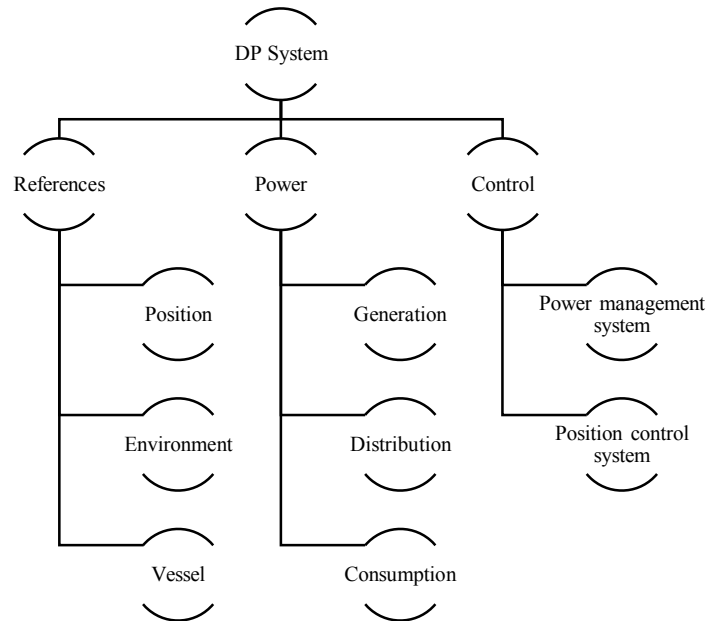 DP System
References
Power
Control
Position
Generation
Power management
system
Environment
Distribution
Position control
system
Vessel
Consumption